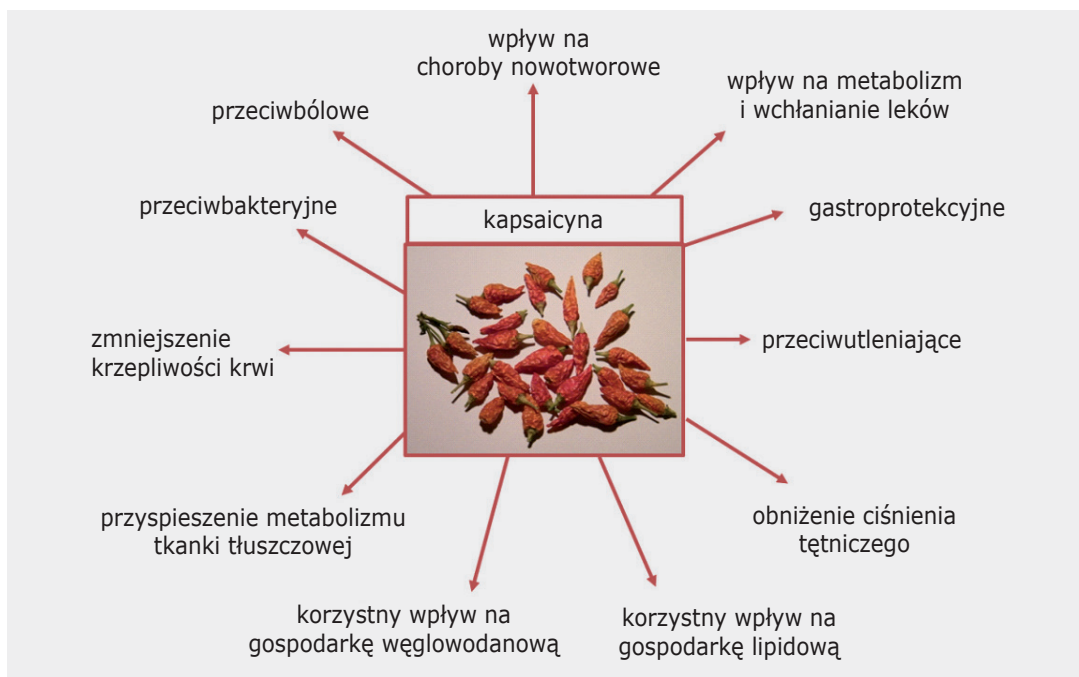 wpływ na
choroby nowotworowe
wpływ na metabolizm
i wchłanianie leków
przeciwbólowe
przeciwbakteryjne
kapsaicyna
gastroprotekcyjne
zmniejszenie
krzepliwości krwi
przeciwutleniające
przyspieszenie metabolizmu
tkanki tłuszczowej
obniżenie ciśnienia
tętniczego
korzystny wpływ na
gospodarkę węglowodanową
korzystny wpływ na
gospodarkę lipidową